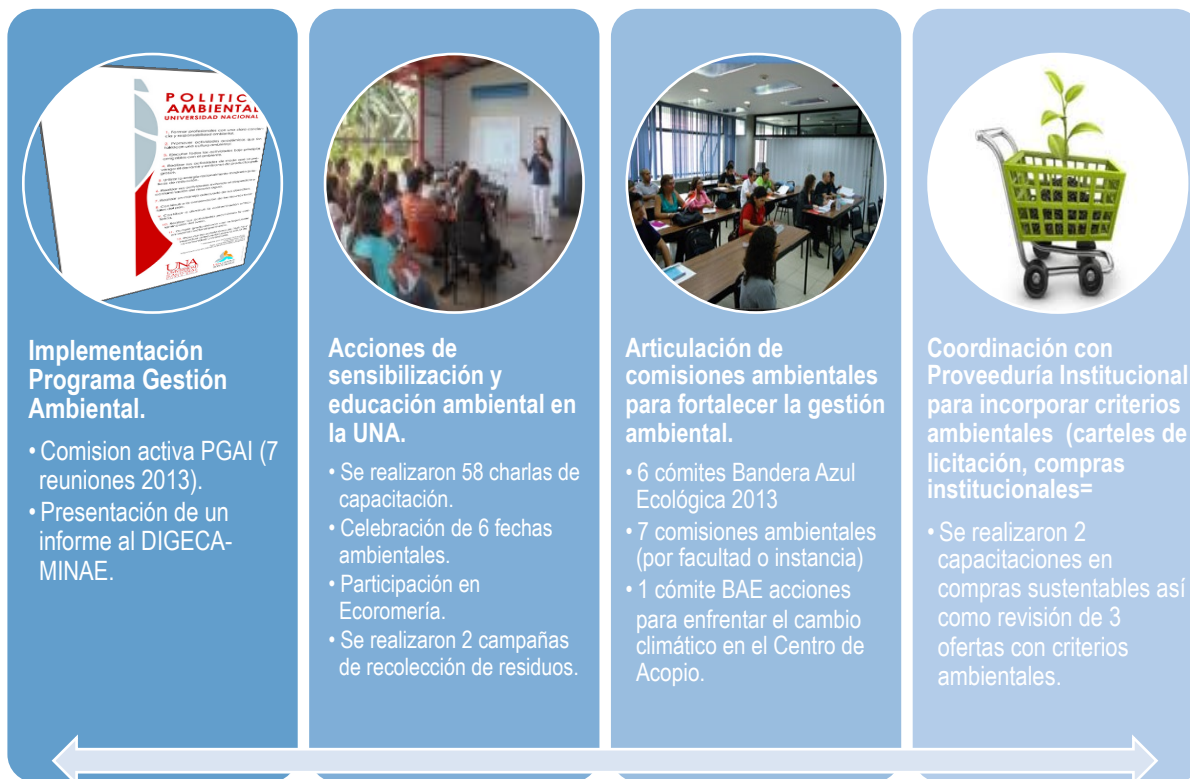 POLITIC
AMBIENTAL
UNIVERSIDAD NACIONAL
UNA
Implementación
Programa Gestión
Ambiental.
• Comision activa PGAI (7
reuniones 2013).
• Presentación de un
informe al DIGECA-
MINAE.
Acciones de
sensibilización y
educación ambiental en
la UNA.
• Se realizaron 58 charlas de
capacitación.
• Celebración de 6 fechas
ambientales.
• Participación en
Ecoromería.
• Se realizaron 2 campañas
de recolección de residuos.
Articulación de
comisiones ambientales
para fortalecer la gestión
ambiental.
• 6 cómites Bandera Azul
Ecológica 2013
• 7 comisiones ambientales
(por facultad o instancia)
• 1 cómite BAE acciones
para enfrentar el cambio
climático en el Centro de
Acopio.
Coordinación con
Proveeduría Institucional
para incorporar criterios
ambientales (carteles de
licitación, compras
institucionales=
• Se realizaron 2
capacitaciones en
compras sustentables así
como revisión de 3
ofertas con criterios
ambientales.